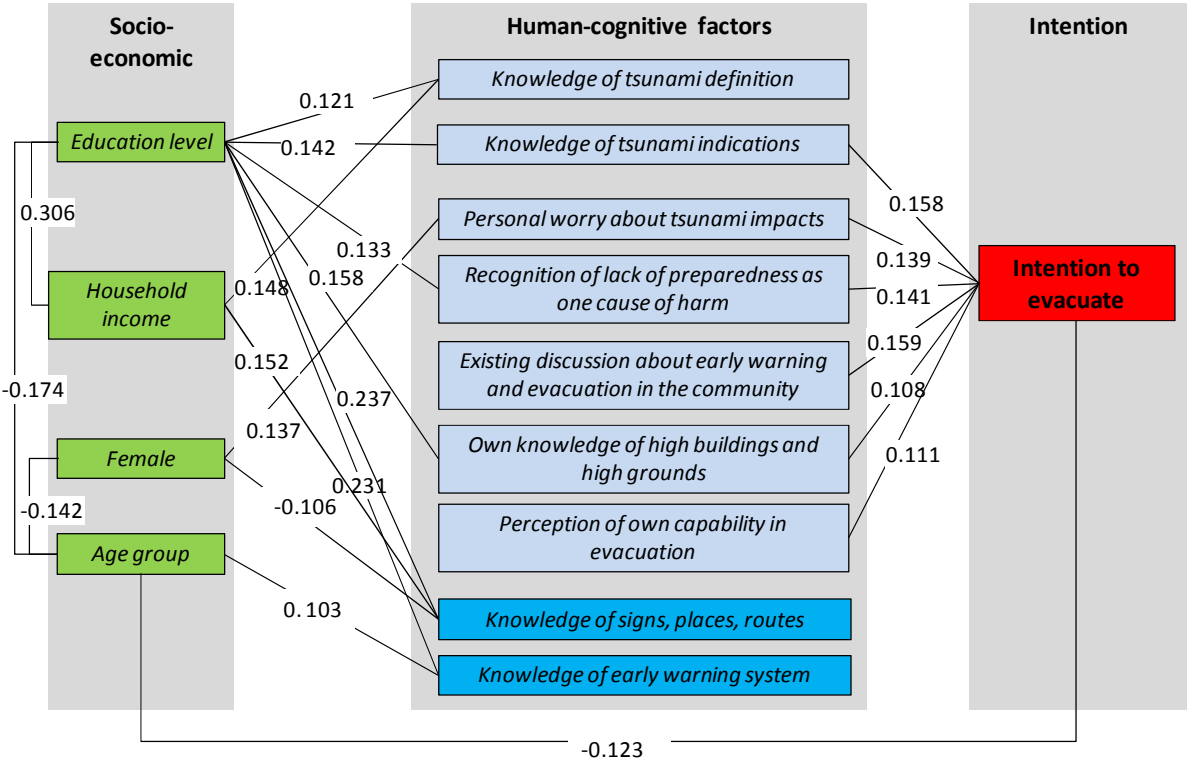 Socio-
economic
Human-cognitive factors
Intention
Knowledge of tsunami definition
0.121
Education level
0.142
Knowledge of tsunami indications
0.158
0.306
Personal worry about tsunami impacts
0.133
0.139
0.158
Recognition of lack of preparedness as
one cause of harm
0.141
Intention to
evacuate
Household
income
0.148
0.152
0.159
Existing discussion about early warning
and evacuation in the community
-0.174
0.237
0.108
0.137
Own knowledge of high buildings and
high grounds
0.111
Female
0.231
-0.142
-0.106
Perception of own capability in
evacuation
Age group
0. 103
Knowledge of signs, places, routes
Knowledge of early warning system
-0.123